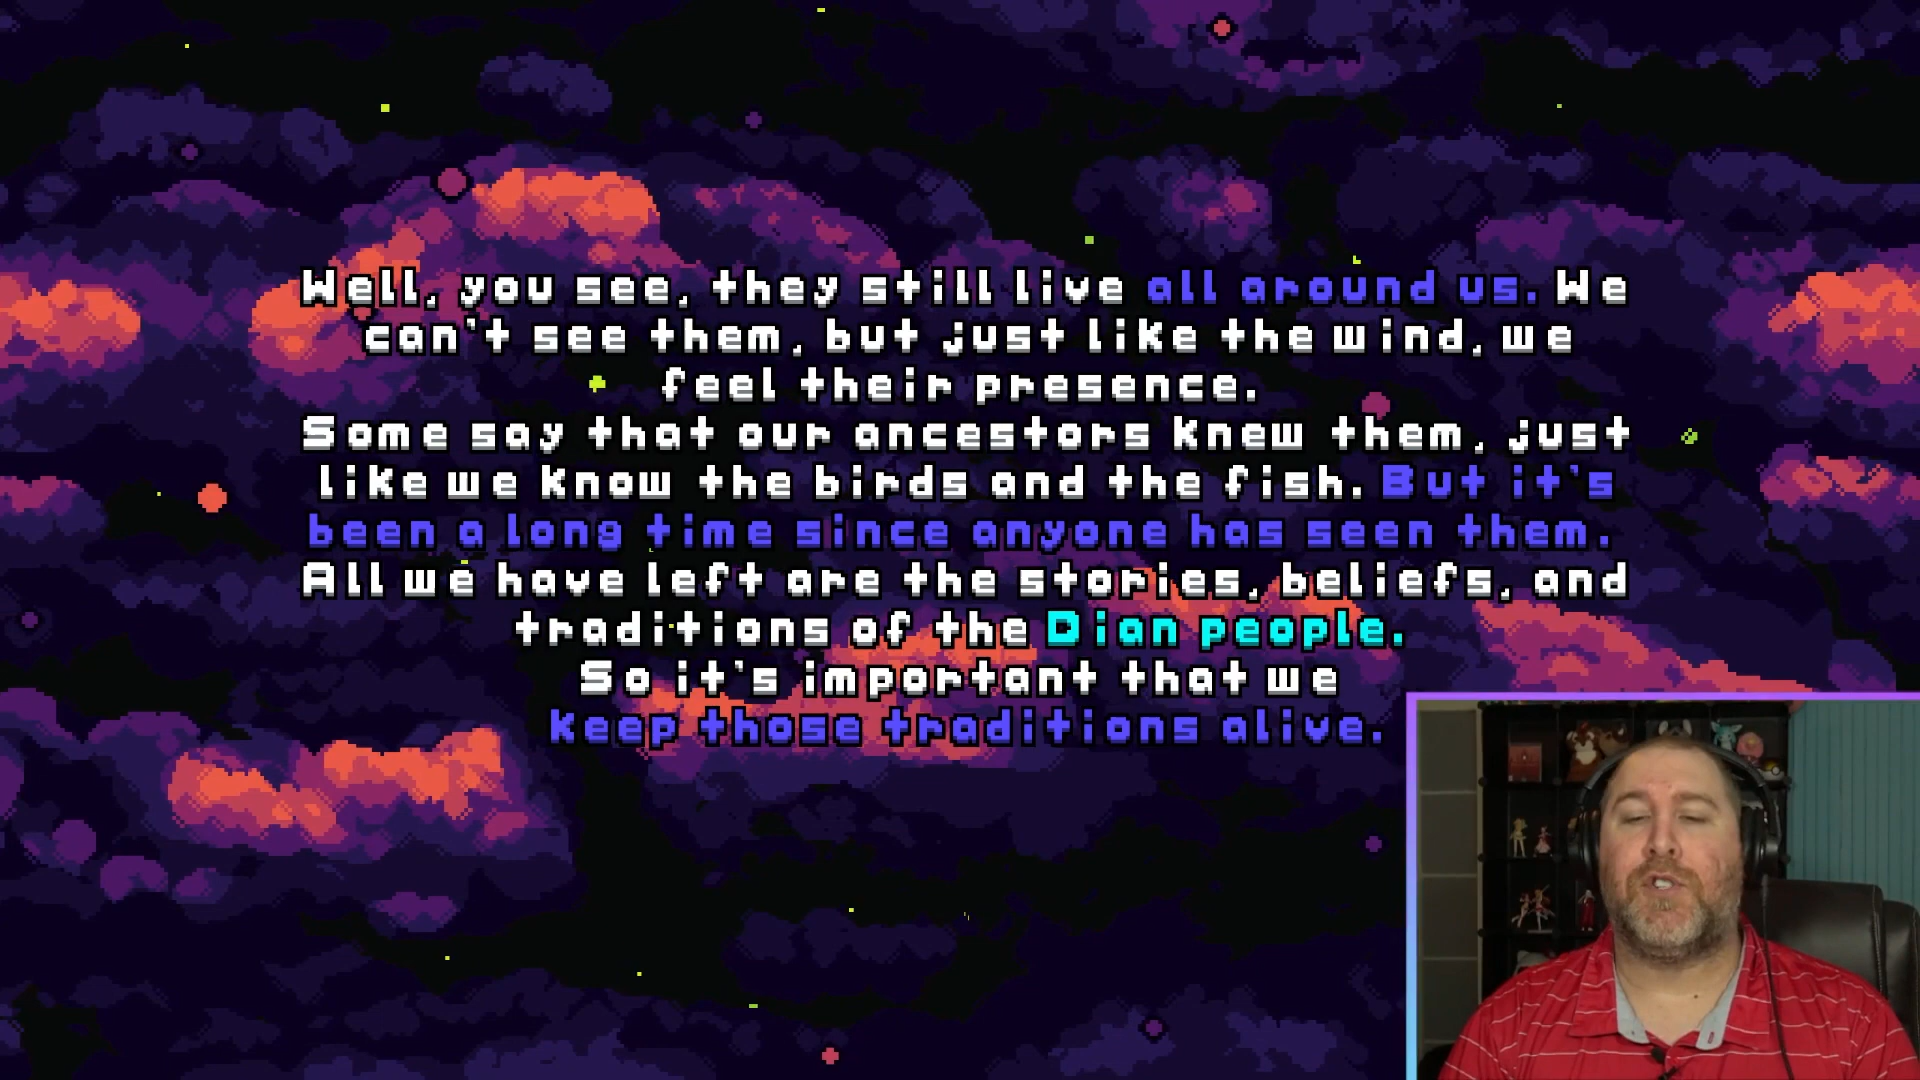 Well, you see, they still live all around us. We
can't see them, but just like the wind, we
feel their presence.
Some say that our ancestors knew them, just
like we know the birds and the fish. But it's
been a long time since anyone has seen them.
All we have left are the stories, beliefs, and
traditions of the Dian people.
So it's important that we
keep those traditions alive.